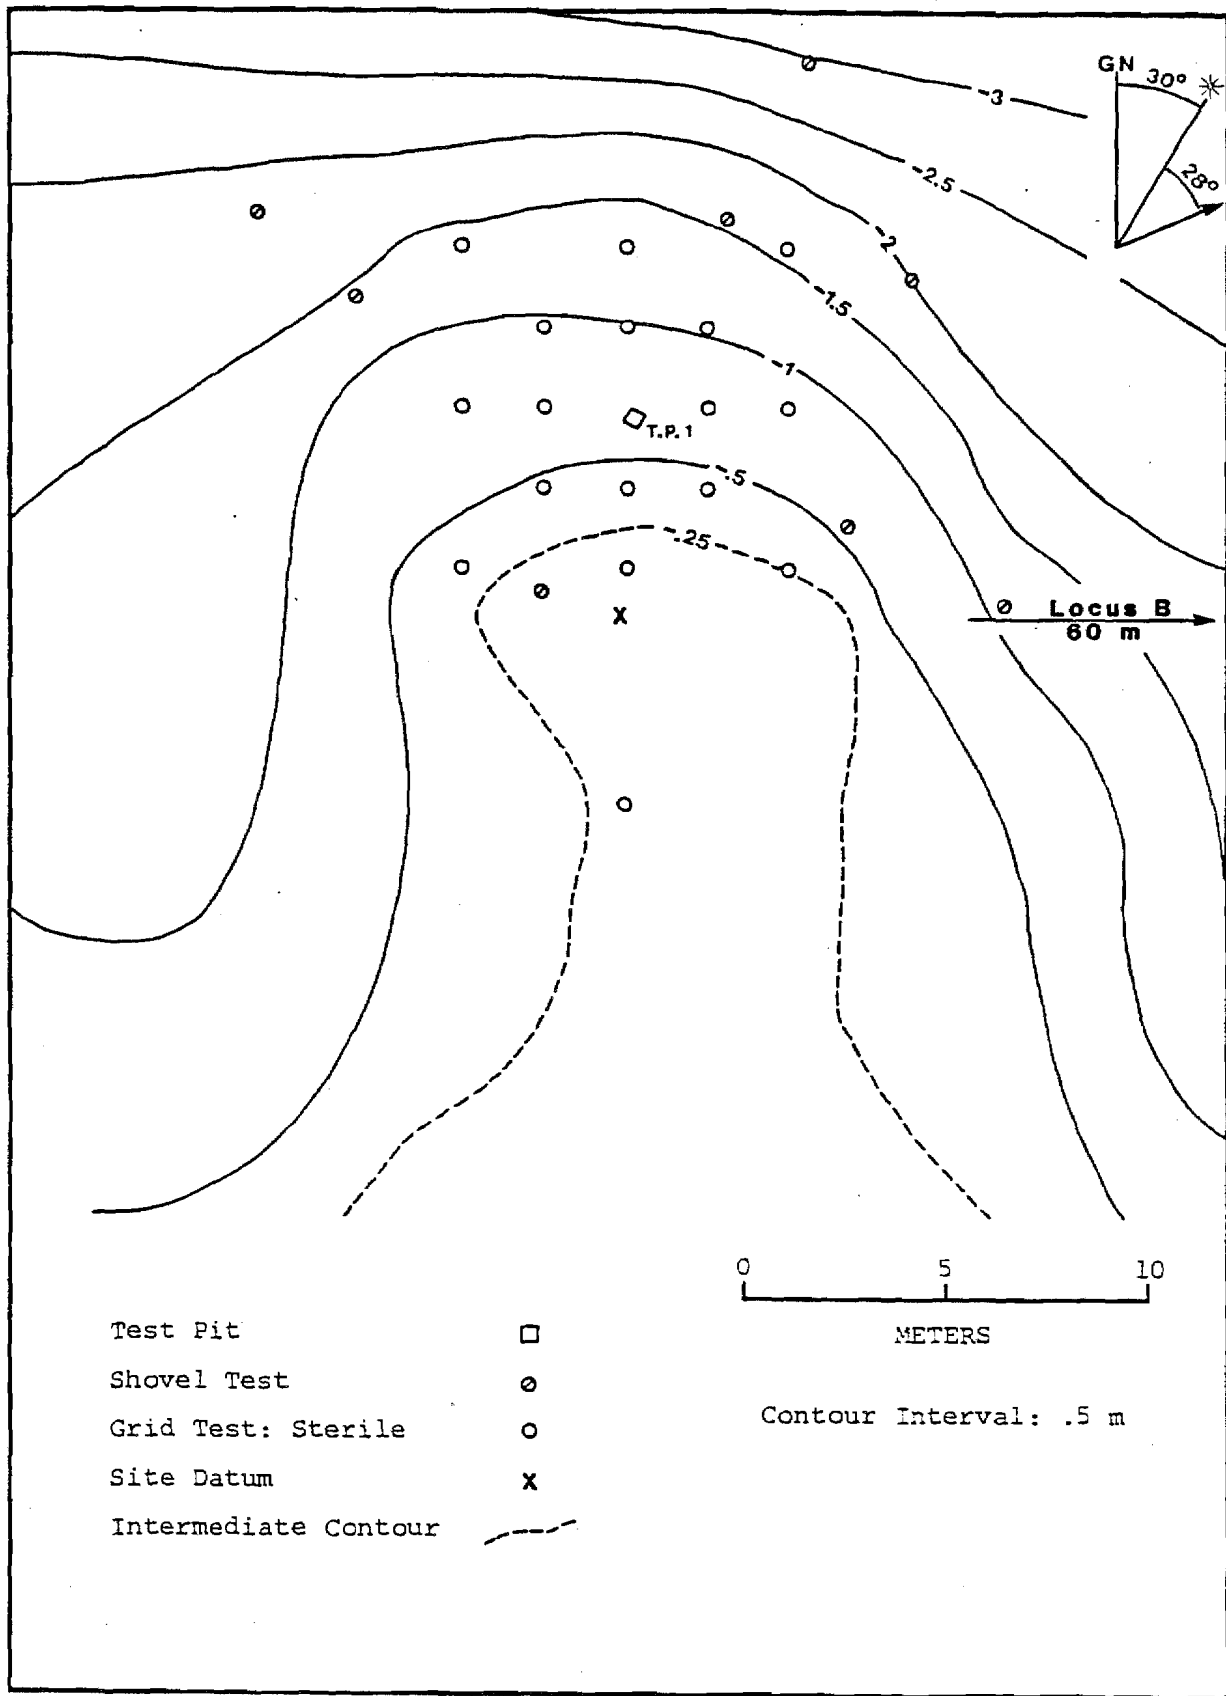 GN
30°
28°
-3
-2.5
-2
-1.5
-1
T.P.1
-.5
-.25
X
Locus B
60 m
0 5 10
METERS
Test Pit
Shovel Test
Grid Test: Sterile
Site Datum X
Intermediate Contour
Contour Interval: .5 m